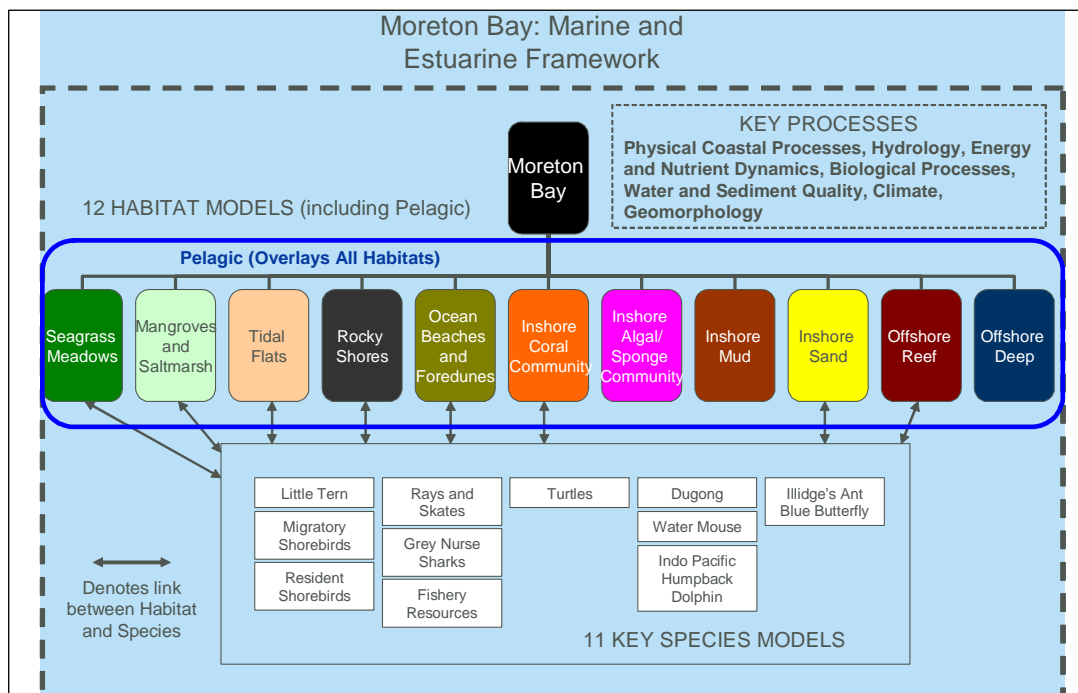 Moreton Bay: Marine and
Estuarine Framework
KEY PROCESSES
Physical Coastal Processes, Hydrology, Energy
and Nutrient Dynamics, Biological Processes,
Water and Sediment Quality, Climate,
Geomorphology
Moreton
Bay
12 HABITAT MODELS (including Pelagic)
Pelagic (Overlays All Habitats)
Seagrass
Meadows
Mangroves
and
Saltmarsh
Tidal
Flats
Rocky
Shores
Ocean
Beaches
and
Foredunes
Inshore
Coral
Community
Inshore
Algal/
Sponge
Community
Inshore
Mud
Inshore
Sand
Offshore
Reef
Offshore
Deep
Little Tern
Migratory
Shorebirds
Resident
Shorebirds
Rays and
Skates
Grey Nurse
Sharks
Fishery
Resources
Turtles
Dugong
Water Mouse
Indo Pacific
Humpback
Dolphin
Illidge's Ant
Blue Butterfly
Denotes link
between Habitat
and Species
11 KEY SPECIES MODELS